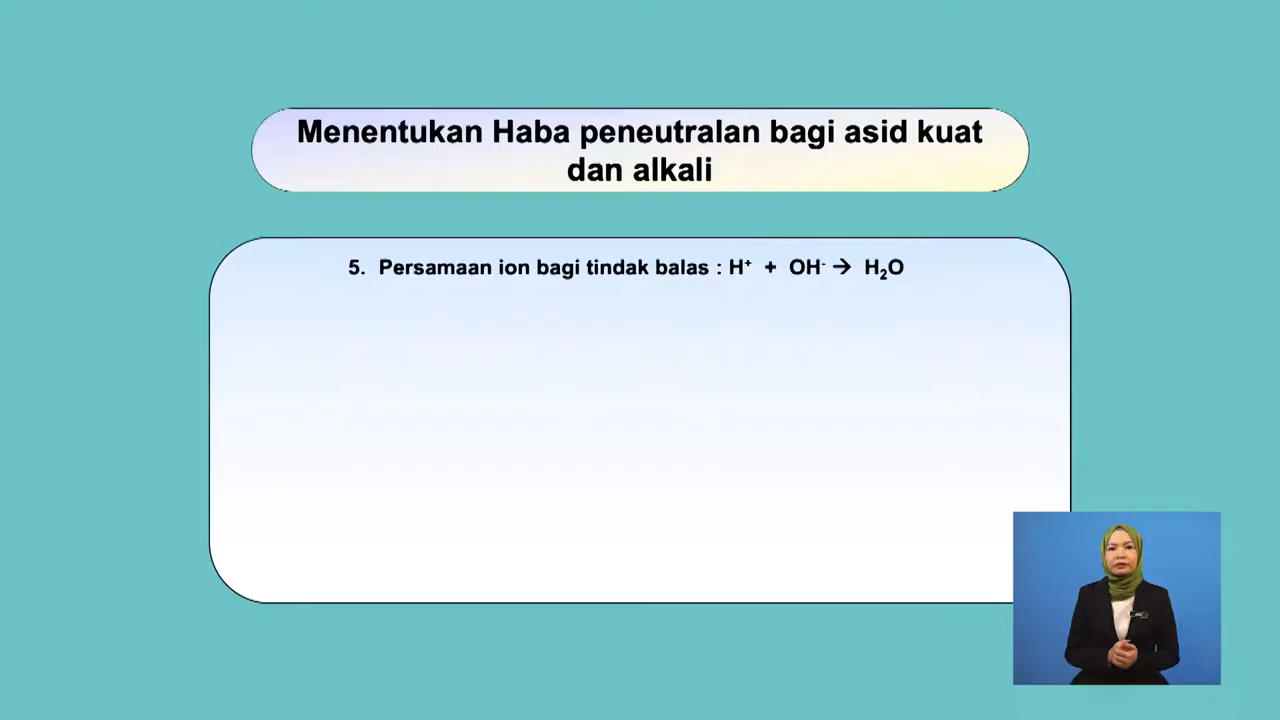 Menentukan Haba peneutralan bagi asid kuat
dan alkali
5. Persamaan ion bagi tindak balas : H⁺ + OH⁻ → H₂O